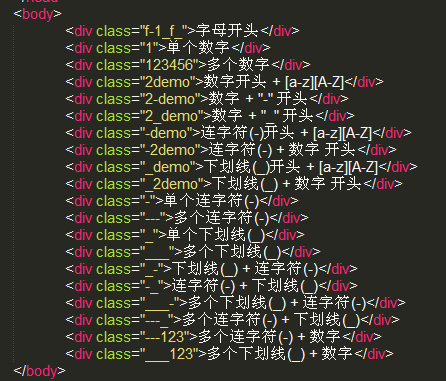 <body>
<div class="f-1_f_">字母开头</div>
<div class="1">单个数字</div>
<div class="123456">多个数字</div>
<div class="2demo">数字开头 + [a-z][A-Z]</div>
<div class="2-demo">数字 + "-" 开头</div>
<div class="2_demo">数字 + "_" 开头</div>
<div class="-demo">连字符(-)开头 + [a-z][A-Z]</div>
<div class="-2demo">连字符(-) + 数字 开头</div>
<div class="_demo">下划线(_)开头 + [a-z][A-Z]</div>
<div class="_2demo">下划线(_) + 数字 开头</div>
<div class="-">单个连字符(-)</div>
<div class="---">多个连字符(-)</div>
<div class="_">单个下划线(_)</div>
<div class="___">多个下划线(_)</div>
<div class="_-">下划线(_) + 连字符(-)</div>
<div class="-_">连字符(-) + 下划线(_)</div>
<div class="___-">多个下划线(_) + 连字符(-)</div>
<div class="---_">多个连字符(-) + 下划线(_)</div>
<div class="---123">多个连字符(-) + 数字</div>
<div class="___123">多个下划线(_) + 数字</div>
</body>